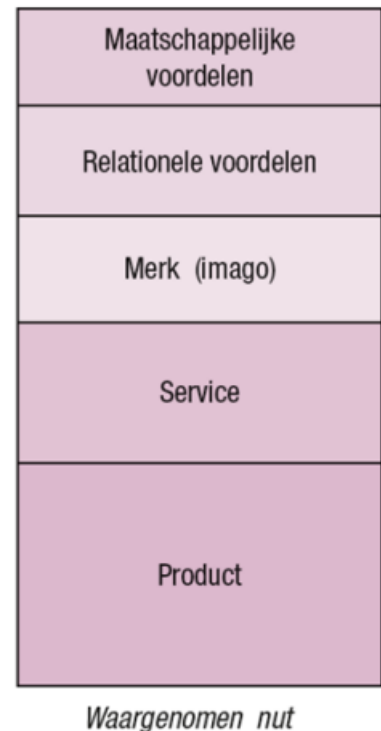 Maatschappelijke
voordelen
Relationele voordelen
Merk (imago)
Service
Product
Waargenomen nut